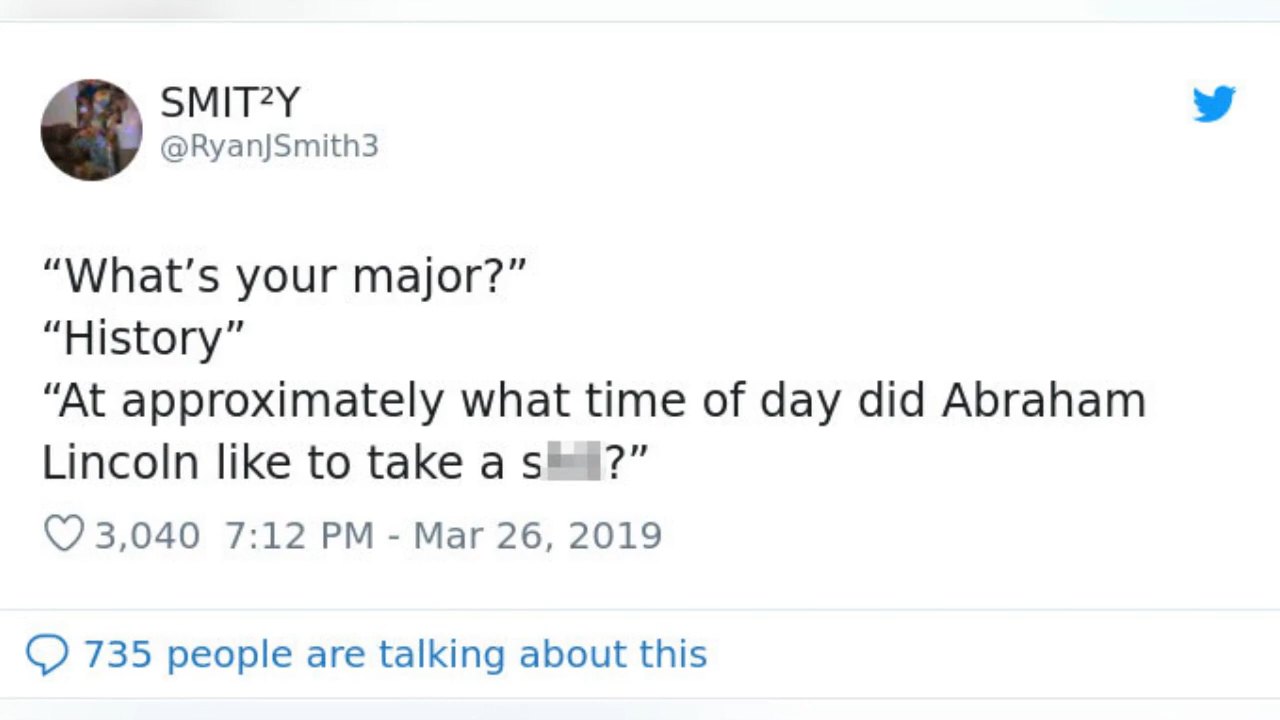 SMIT²Y
@RyanJSmith3
“What’s your major?”
“History”
“At approximately what time of day did Abraham
Lincoln like to take a s?”
3,040 7:12 PM - Mar 26, 2019
735 people are talking about this